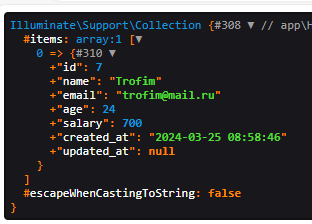 Illuminate\Support\Collection {#308 ▼ // app\H
#items: array:1 [▼
0 => {#310 ▼
+"id": 7
+"name": "Trofim"
+"email": "trofim@mail.ru"
+"age": 24
+"salary": 700
+"created_at": "2024-03-25 08:58:46"
+"updated_at": null
}
]
#escapeWhenCastingToString: false
}